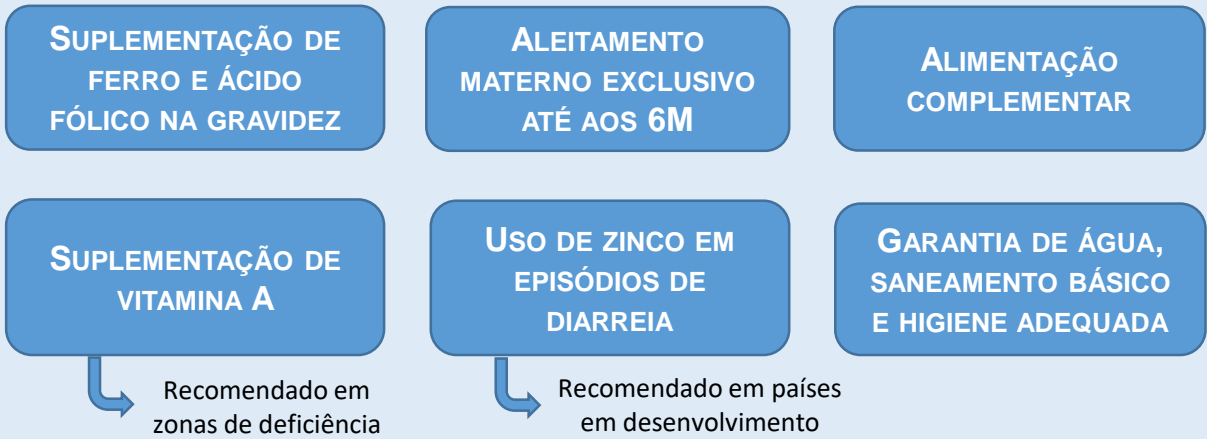 SUPLEMENTAÇÃO DE
FERRO E ÁCIDO
FÓLICO NA GRAVIDEZ
ALEITAMENTO
MATERNO EXCLUSIVO
ATÉ AOS 6M
ALIMENTAÇÃO
COMPLEMENTAR
SUPLEMENTAÇÃO DE
VITAMINA A
USO DE ZINCO EM
EPISÓDIOS DE
DIARREIA
GARANTIA DE ÁGUA,
SANEAMENTO BÁSICO
E HIGIENE ADEQUADA
Recomendado em
zonas de deficiência
Recomendado em países
em desenvolvimento